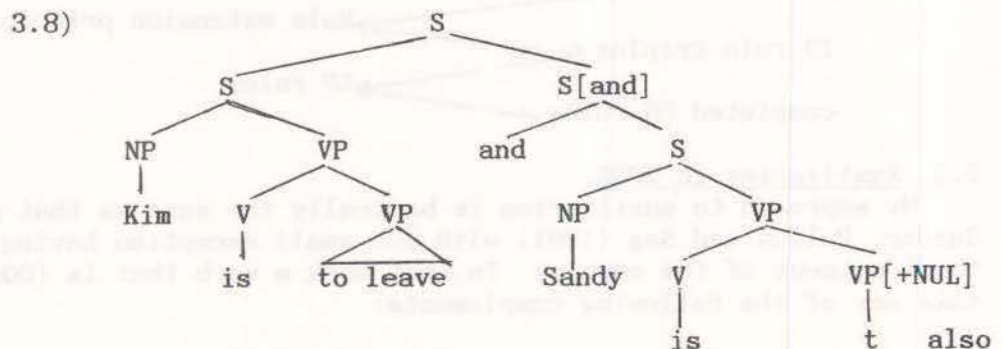 3.8)
S
S S[and]
NP VP and S
Kim V VP NP VP
is to leave Sandy V VP[+NUL]
is t also